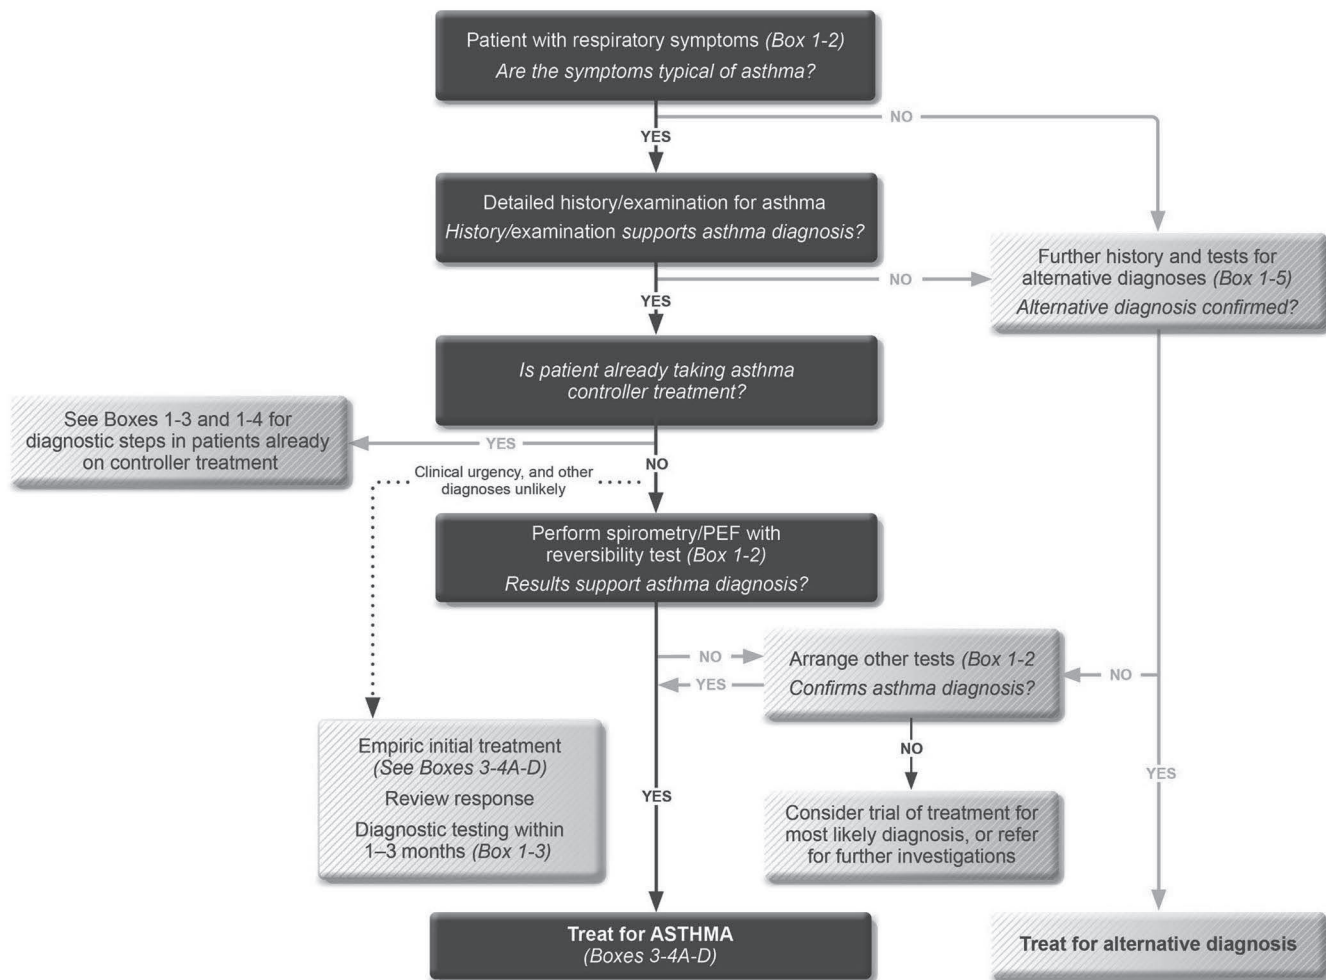 Patient with respiratory symptoms (Box 1-2)
Are the symptoms typical of asthma?
NO
YES
Detailed history/examination for asthma
History/examination supports asthma diagnosis?
Further history and tests for
alternative diagnoses (Box 1-5)
Alternative diagnosis confirmed?
NO
YES
Is patient already taking asthma
controller treatment?
See Boxes 1-3 and 1-4 for
diagnostic steps in patients already
on controller treatment
YES
NO
Clinical urgency, and other
diagnoses unlikely
Perform spirometry/PEF with
reversibility test (Box 1-2)
Results support asthma diagnosis?
NO
YES
Arrange other tests (Box 1-2
Confirms asthma diagnosis?
NO
NO
YES
Empiric initial treatment
(See Boxes 3-4A-D)
Review response
Diagnostic testing within
1–3 months (Box 1-3)
YES
Consider trial of treatment for
most likely diagnosis, or refer
for further investigations
Treat for ASTHMA
(Boxes 3-4A-D)
Treat for alternative diagnosis